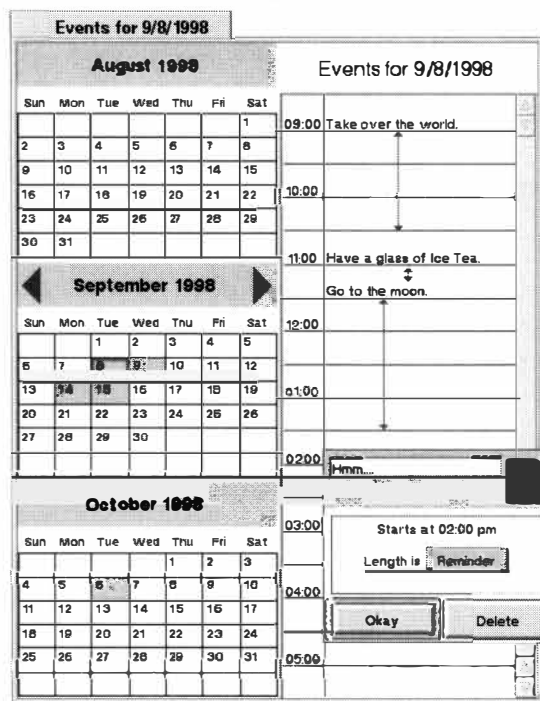 Events for 9/8/1998
August 1998
Sun Mon Tue Wed Thu Fri Sat
1
2 3 4 5 6 7 8
9 10 11 12 13 14 15
16 17 18 19 20 21 22
23 24 25 26 27 28 29
30 31
September 1998
Sun Mon Tue Wed Thu Fri Sat
1 2 3 4 5
6 7 8 9 10 11 12
13 14 15 16 17 18 19
20 21 22 23 24 25 26
27 28 29 30
October 1998
Sun Mon Tue Wed Thu Fri Sat
1 2 3
4 5 6 7 8 9 10
11 12 13 14 15 16 17
18 19 20 21 22 23 24
25 26 27 28 29 30 31
Events for 9/8/1998
09:00 Take over the world.
10:00
11:00 Have a glass of Ice Tea.
Go to the moon.
12:00
01:00
02:00
Hmm....
03:00
Starts at 02:00 pm
Length is Reminder
04:00
Okay Delete
05:00